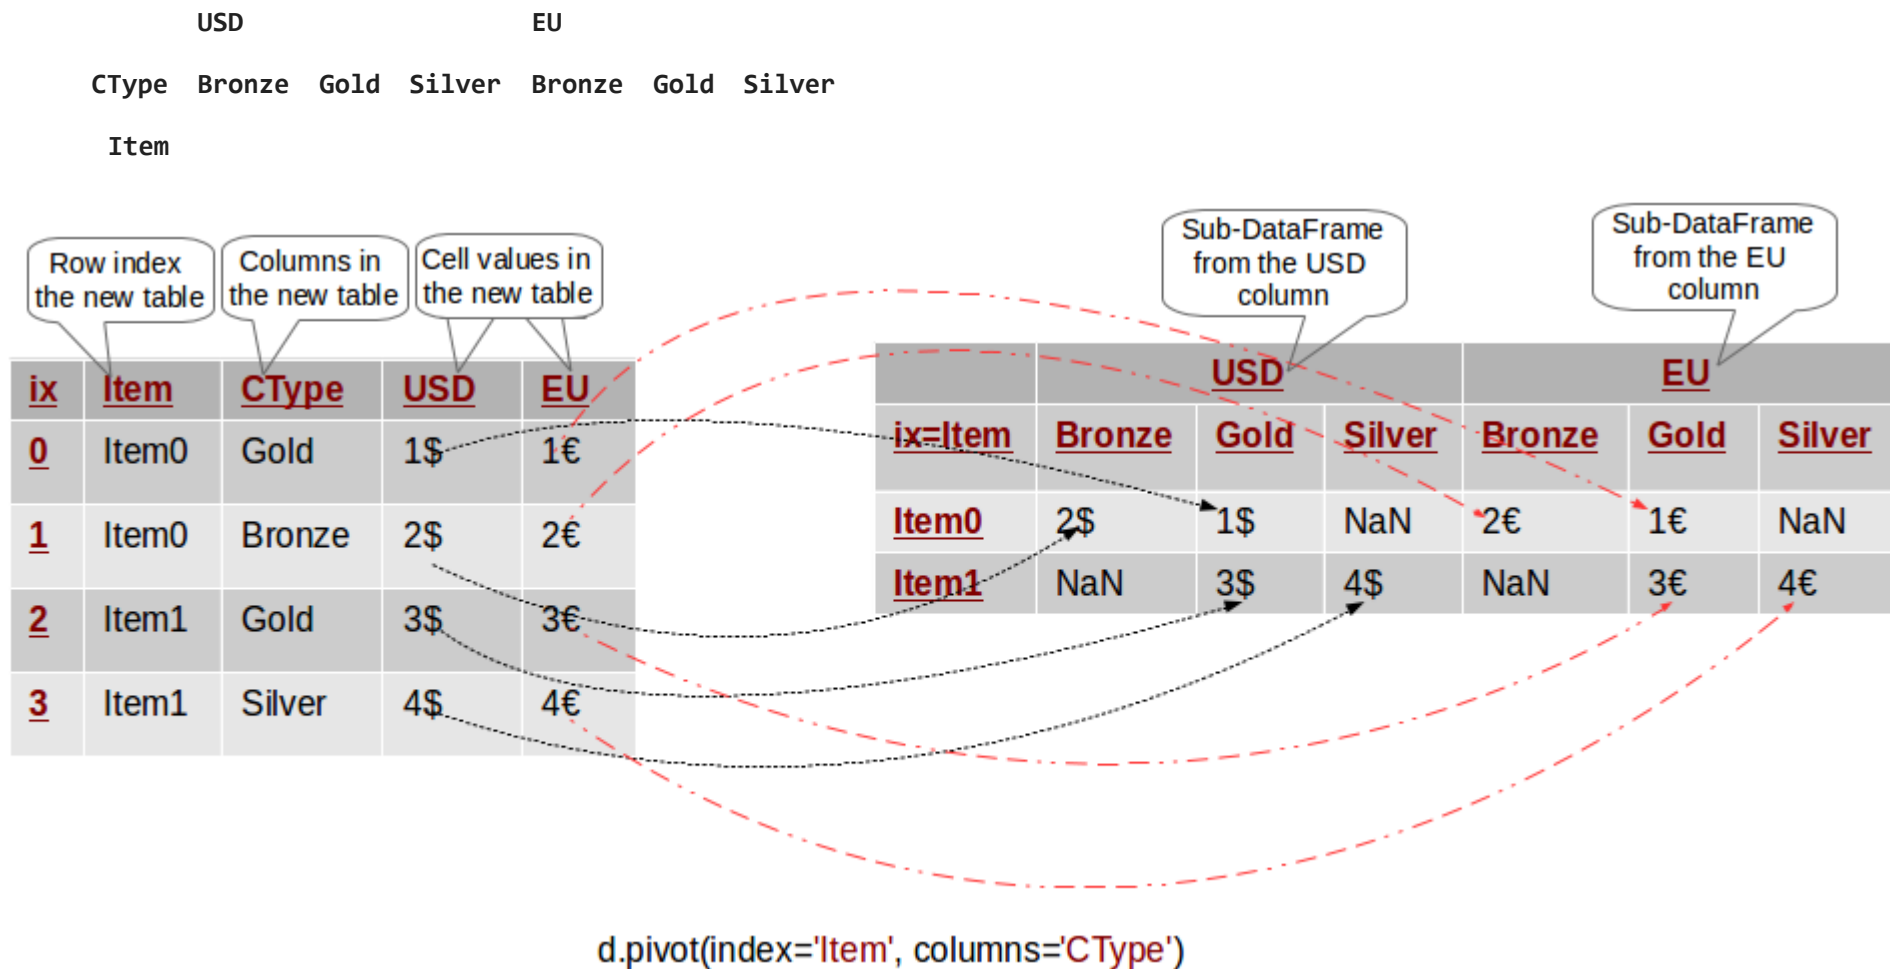 USD EU
CType Bronze Gold Silver Bronze Gold Silver
Item
Row index
the new table
Columns in
the new table
Cell values in
the new table
Sub-DataFrame
from the USD
column
Sub-DataFrame
from the EU
column
ix Item CType USD EU
0 Item0 Gold 1$ 1€
1 Item0 Bronze 2$ 2€
2 Item1 Gold 3$ 3€
3 Item1 Silver 4$ 4€
USD EU
ix=Item Bronze Gold Silver Bronze Gold Silver
Item0 2$ 1$ NaN 2€ 1€ NaN
Item1 NaN 3$ 4$ NaN 3€ 4€
d.pivot(index='Item', columns='CType')